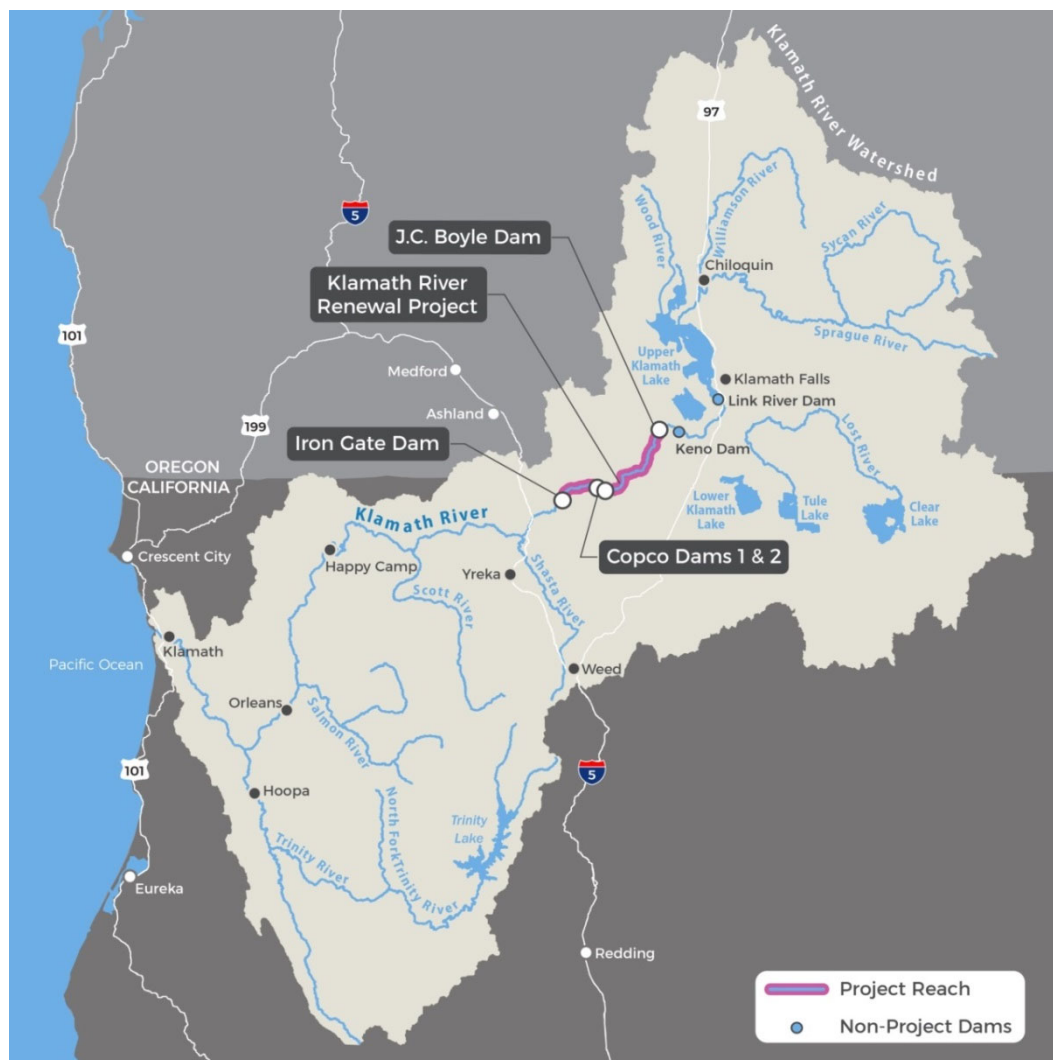 Klamath River Watershed
97
5
Wood River
Williamson River
Sycan River
J.C. Boyle Dam
Chiloquin
Klamath River
Renewal Project
Sprague River
101
Upper
Klamath
Lake
Medford
Klamath Falls
Link River Dam
Ashland
199
Lost River
Iron Gate Dam
Keno Dam
OREGON
CALIFORNIA
Lower
Klamath
Lake
Tule
Lake
Clear
Lake
Klamath River
Crescent City
Happy Camp
Copco Dams 1 & 2
Yreka
Shasta River
Scott River
Klamath
Pacific Ocean
Weed
Orleans
Salmon River
101
5
Hoopa
North Fork Trinity River
Trinity
Lake
Trinity River
Eureka
Redding
Project Reach
Non-Project Dams